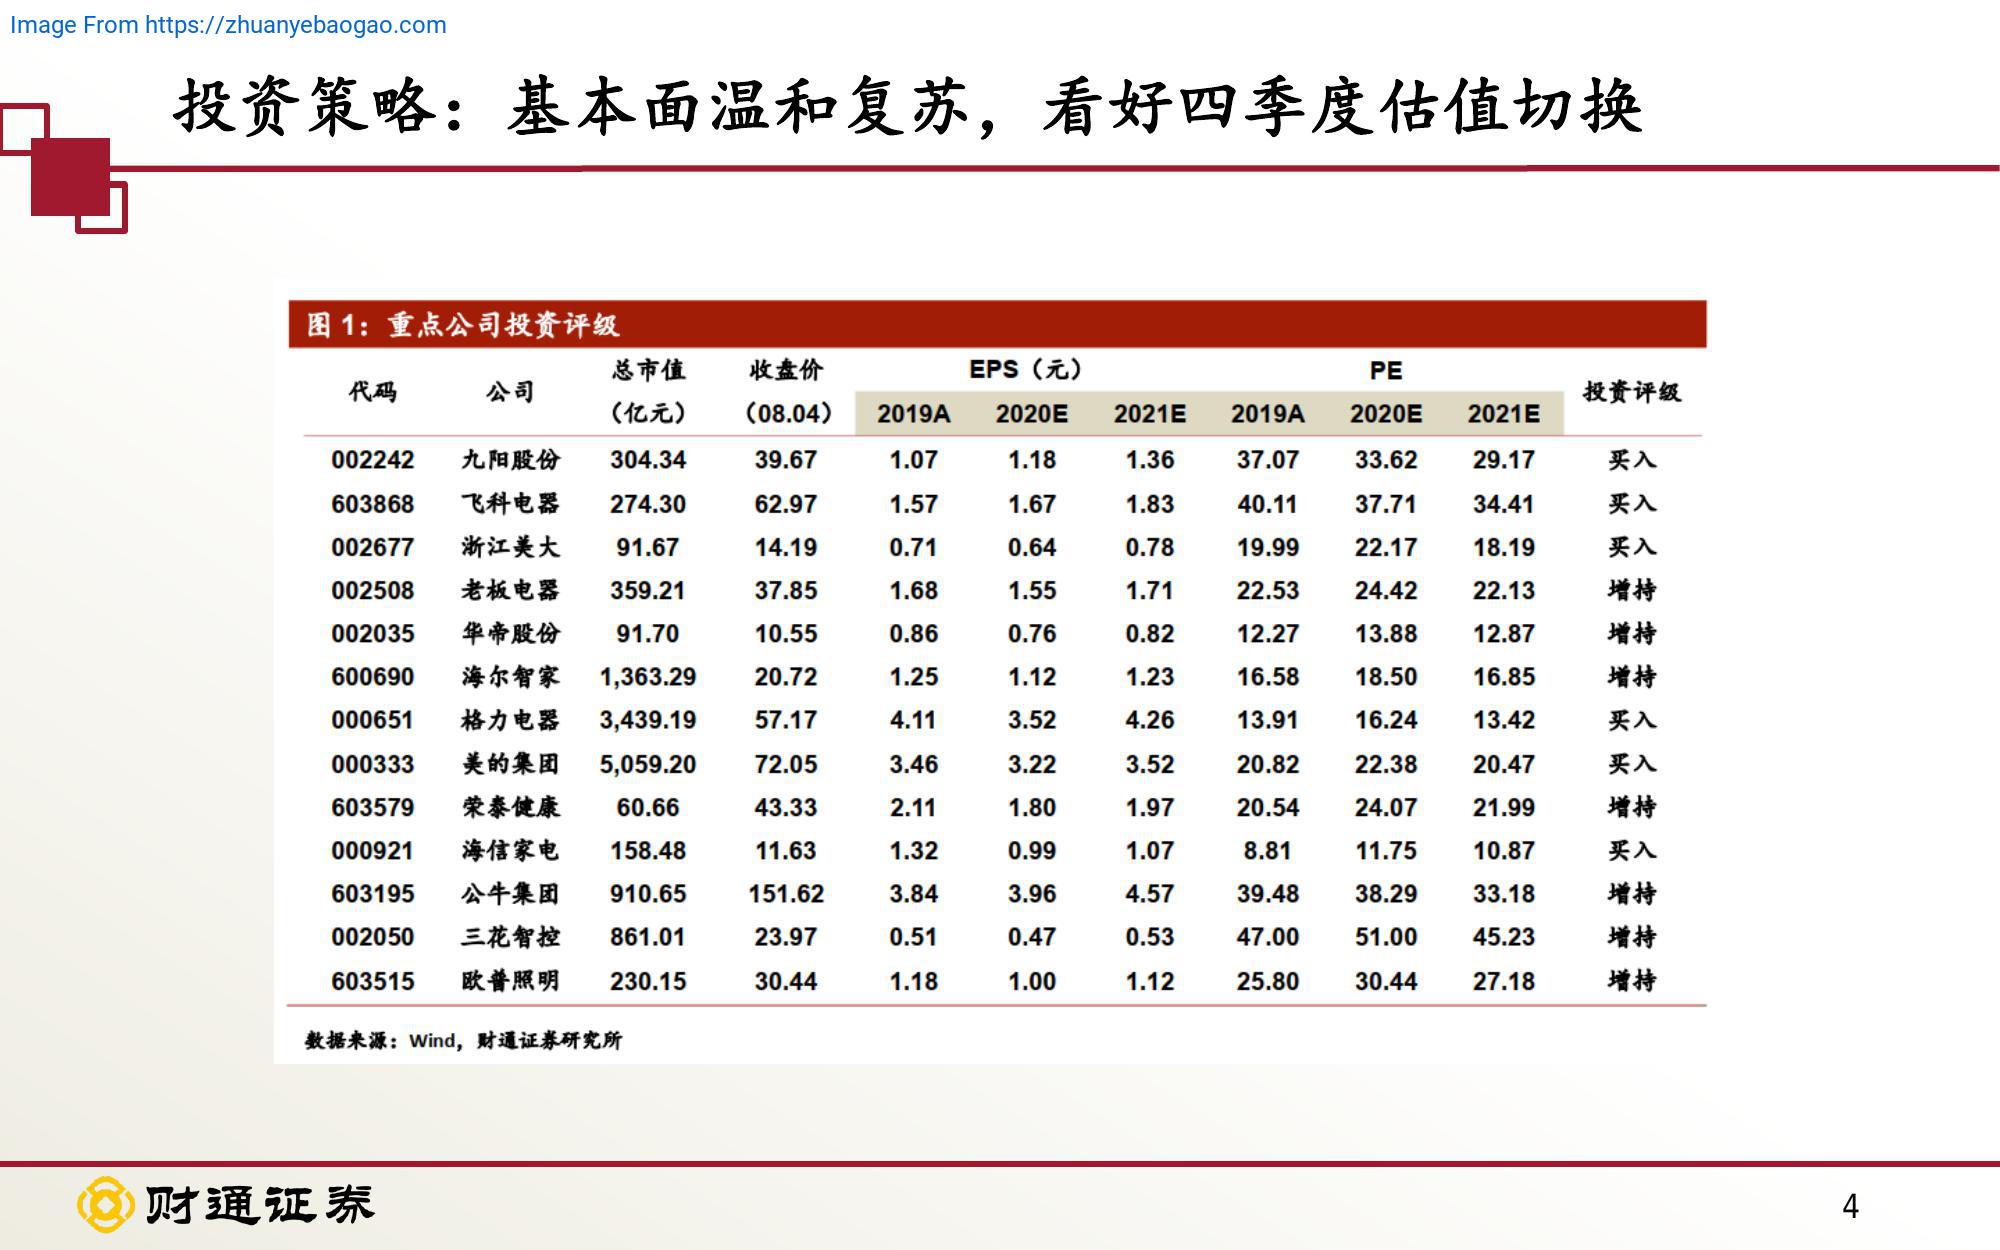 Image From https://zhuanyebaogao.com
投资策略：基本面温和复苏，看好四季度估值切换
图 1：重点公司投资评级
代码 公司 总市值（亿元） 收盘价（08.04） EPS（元） PE 投资评级
2019A 2020E 2021E 2019A 2020E 2021E
002242 九阳股份 304.34 39.67 1.07 1.18 1.36 37.07 33.62 29.17 买入
603868 飞科电器 274.30 62.97 1.57 1.67 1.83 40.11 37.71 34.41 买入
002677 浙江美大 91.67 14.19 0.71 0.64 0.78 19.99 22.17 18.19 买入
002508 老板电器 359.21 37.85 1.68 1.55 1.71 22.53 24.42 22.13 增持
002035 华帝股份 91.70 10.55 0.86 0.76 0.82 12.27 13.88 12.87 增持
600690 海尔智家 1,363.29 20.72 1.25 1.12 1.23 16.58 18.50 16.85 增持
000651 格力电器 3,439.19 57.17 4.11 3.52 4.26 13.91 16.24 13.42 买入
000333 美的集团 5,059.20 72.05 3.46 3.22 3.52 20.82 22.38 20.47 买入
603579 荣泰健康 60.66 43.33 2.11 1.80 1.97 20.54 24.07 21.99 增持
000921 海信家电 158.48 11.63 1.32 0.99 1.07 8.81 11.75 10.87 买入
603195 公牛集团 910.65 151.62 3.84 3.96 4.57 39.48 38.29 33.18 增持
002050 三花智控 861.01 23.97 0.51 0.47 0.53 47.00 51.00 45.23 增持
603515 欧普照明 230.15 30.44 1.18 1.00 1.12 25.80 30.44 27.18 增持
数据来源：Wind，财通证券研究所
财通证券
4